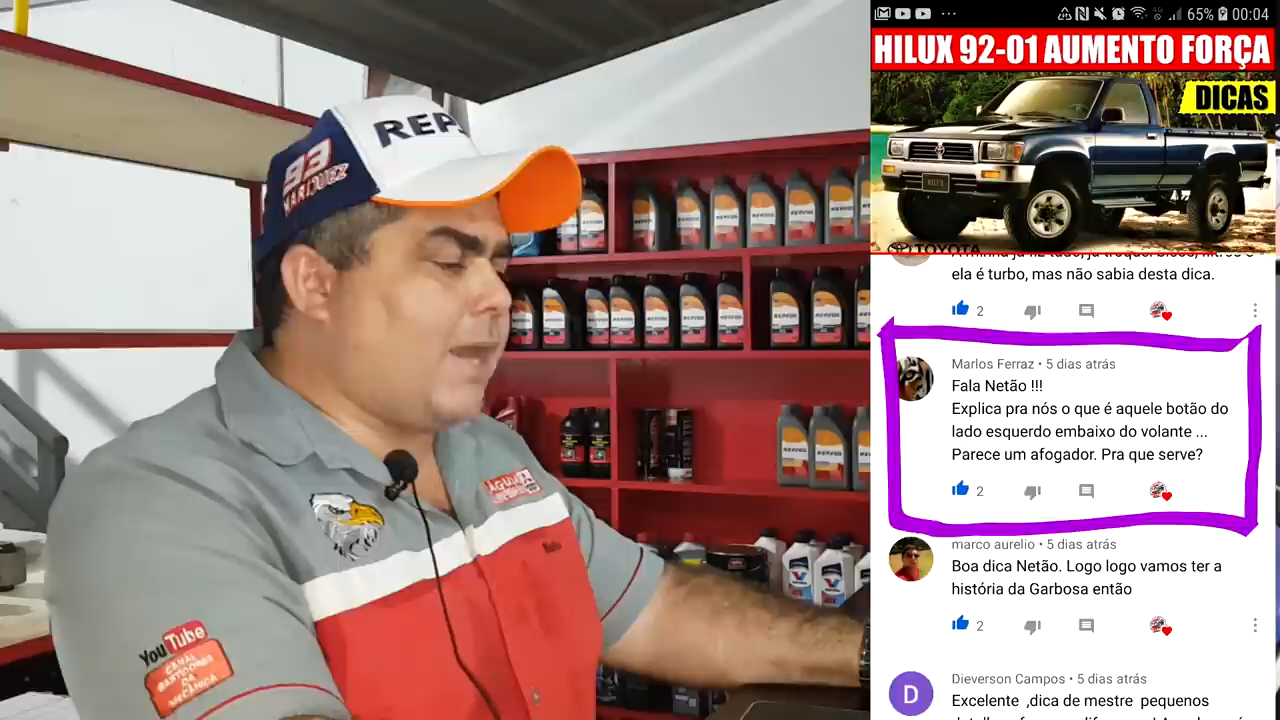 REP
93
MARQUEZ
YouTube
CANAL
BASTIDORES
DA
MECÂNICA
ÁGUIA
REPSOL
65% 00:04
HILUX 92-01 AUMENTO FORÇA
DICAS
TOYOTA
ela é turbo, mas não sabia desta dica.
2
Marlos Ferraz • 5 dias atrás
Fala Netão !!!
Explica pra nós o que é aquele botão do
lado esquerdo embaixo do volante ...
Parece um afogador. Pra que serve?
2
marco aurelio • 5 dias atrás
Boa dica Netão. Logo logo vamos ter a
história da Garbosa então
2
D
Dieverson Campos • 5 dias atrás
Excelente ,dica de mestre pequenos